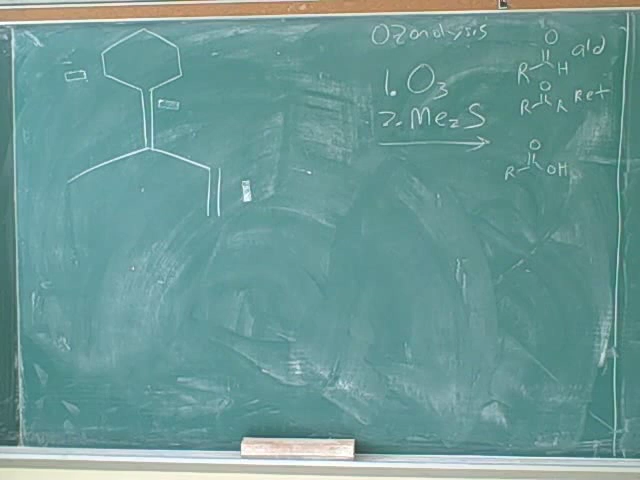 Ozonolysis
1. O3
2. Me2S
O
R H ald
O
R R Ket
O
R OH